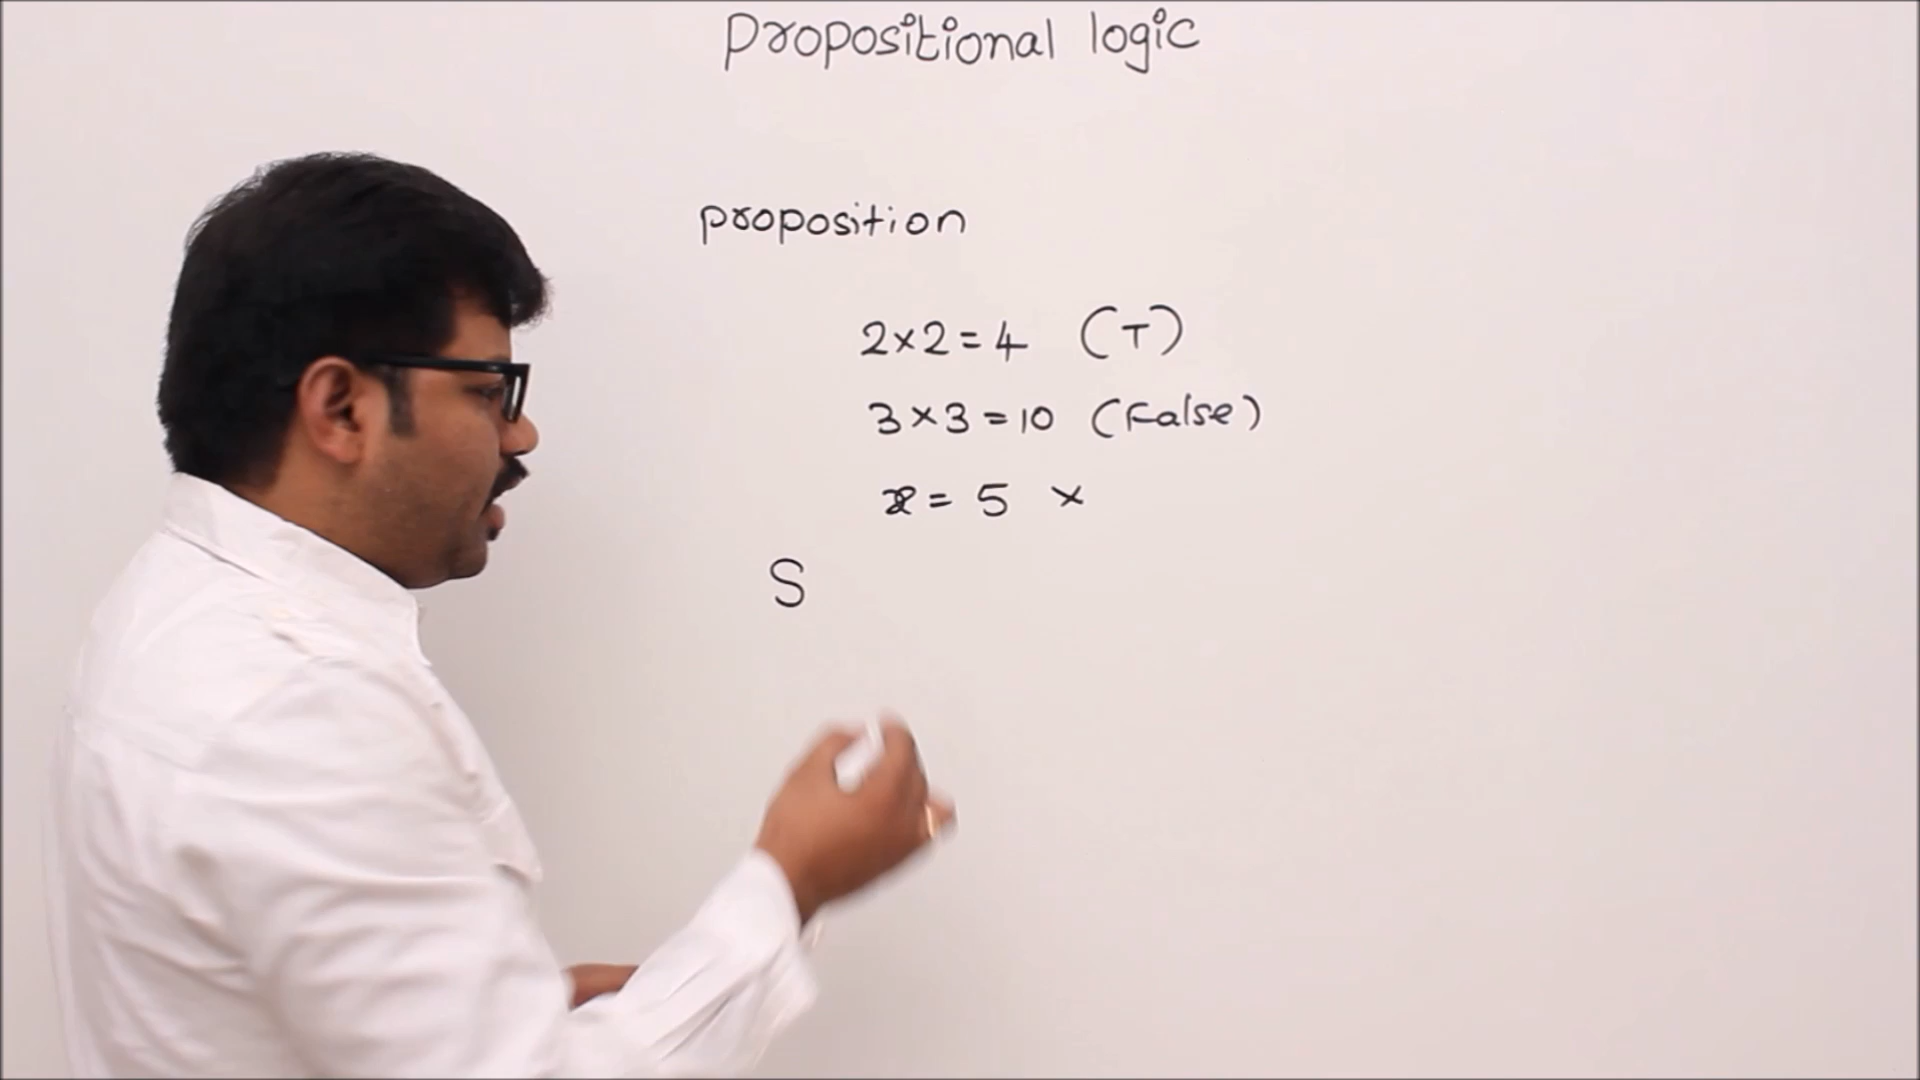 Propositional logic
proposition
2×2=4 (T)
3×3=10 (False)
x= 5 ×
S